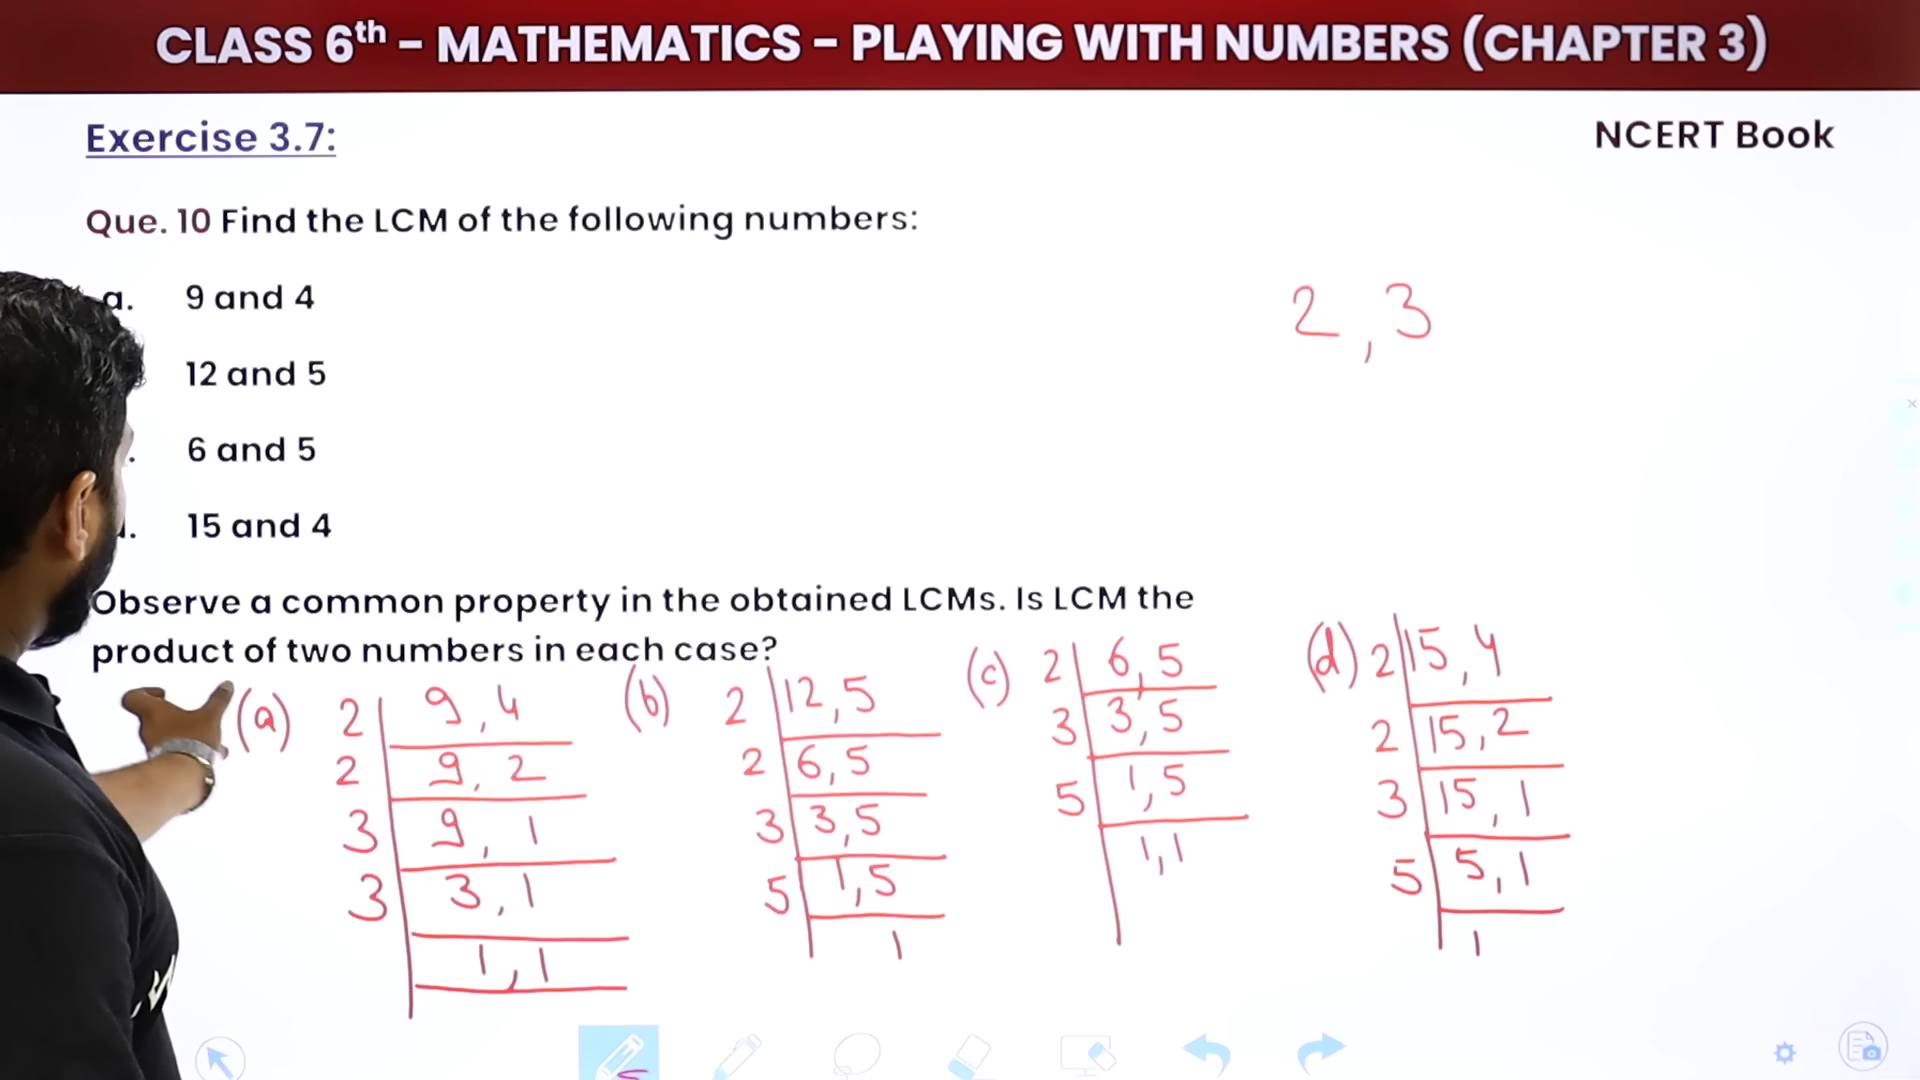 CLASS 6th – MATHEMATICS – PLAYING WITH NUMBERS (CHAPTER 3)
Exercise 3.7:
NCERT Book
Que. 10 Find the LCM of the following numbers:
a. 9 and 4
12 and 5
. 6 and 5
. 15 and 4
2, 3
Observe a common property in the obtained LCMs. Is LCM the
product of two numbers in each case?
(a)
2 | 9, 4
2 | 9, 2
3 | 9, 1
3 | 3, 1
1, 1
(b)
2 | 12, 5
2 | 6, 5
3 | 3, 5
5 | 1, 5
1
(c)
2 | 6, 5
3 | 3, 5
5 | 1, 5
1, 1
(d)
2 | 15, 4
2 | 15, 2
3 | 15, 1
5 | 5, 1
1